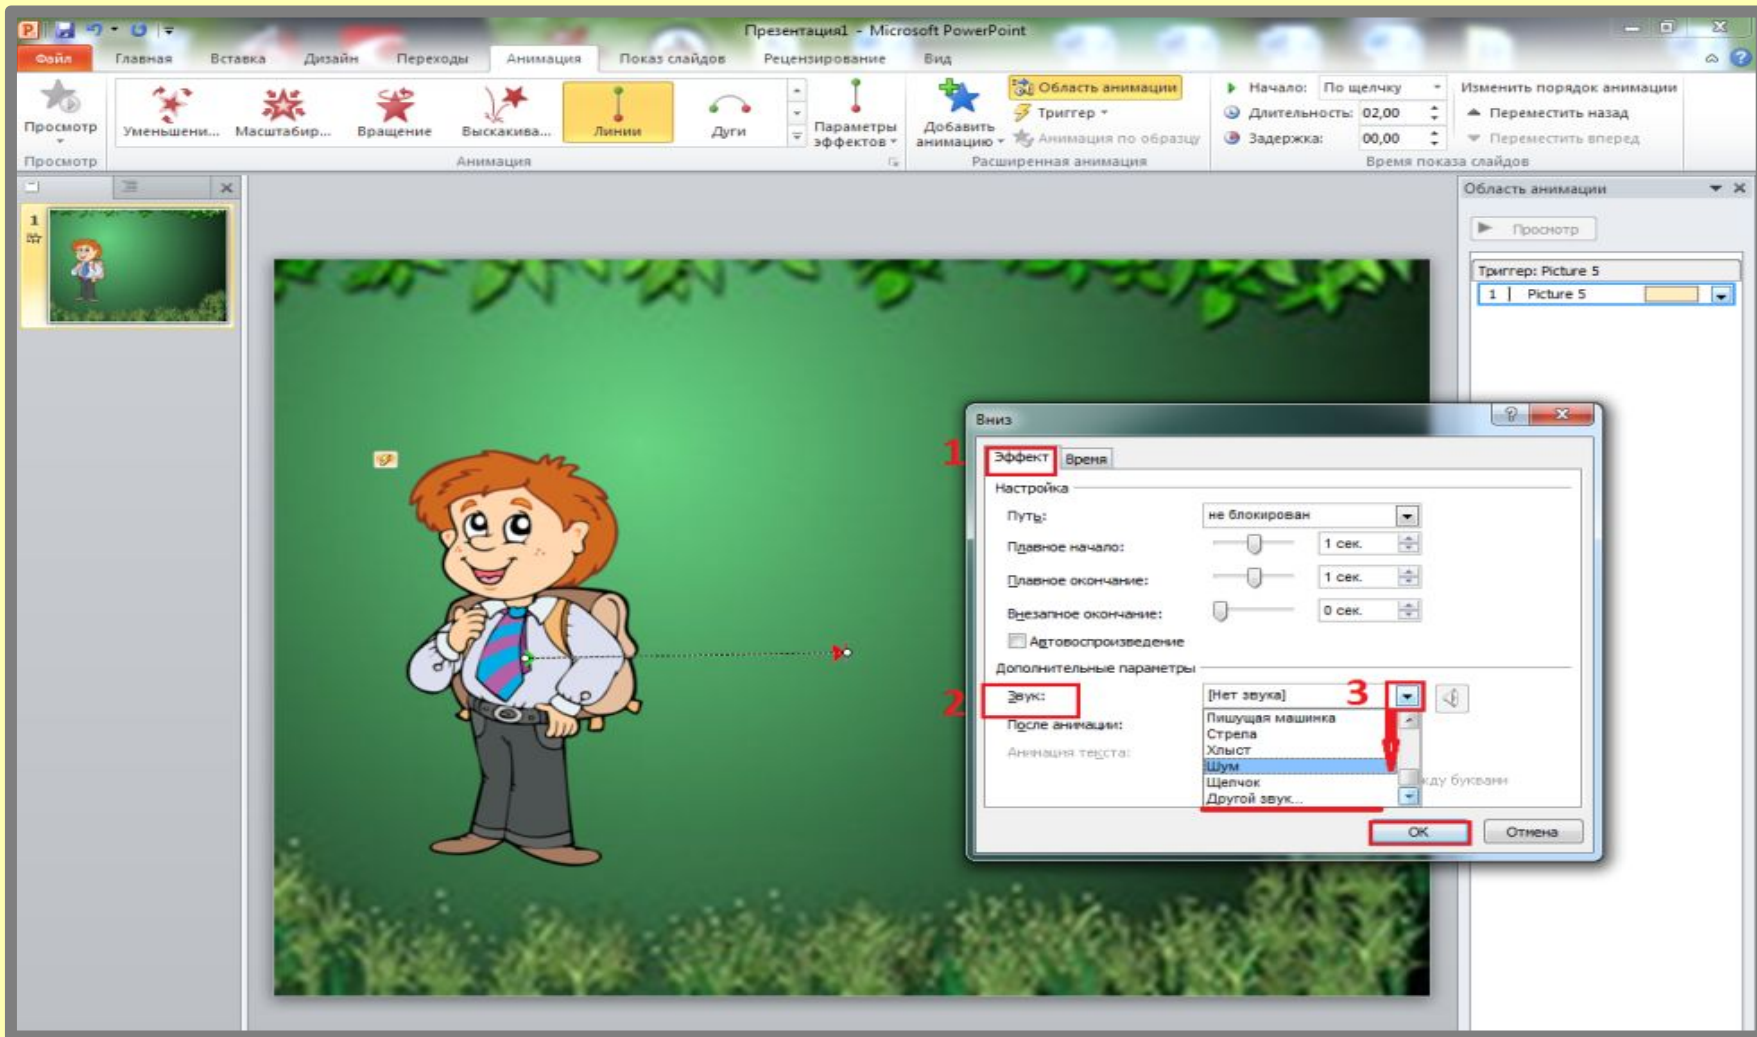 Презентация1 - Microsoft PowerPoint
Файл Главная Вставка Дизайн Переходы Анимация Показ слайдов Рецензирование Вид
Просмотр
Уменьшени... Масштабир... Вращение Выскакива... Линии Дуги
Параметры эффектов
Добавить анимацию
Область анимации
Триггер
Анимация по образцу
Начало: По щелчку
Длительность: 02,00
Задержка: 00,00
Изменить порядок анимации
Переместить назад
Переместить вперед
Просмотр Анимация Расширенная анимация Время показа слайдов
1
Область анимации
Просмотр
Триггер: Picture 5
1 Picture 5
Вниз
1 Эффект Время
Настройка
Путь: не блокирован
Плавное начало: 1 сек.
Плавное окончание: 1 сек.
Внезапное окончание: 0 сек.
Автовоспроизведение
Дополнительные параметры
2 Звук: [Нет звука] 3
После анимации:
Анимация текста:
Пишущая машинка
Стрела
Хлыст
Шум
Щелчок
Другой звук...
жду буквами
ОК Отмена